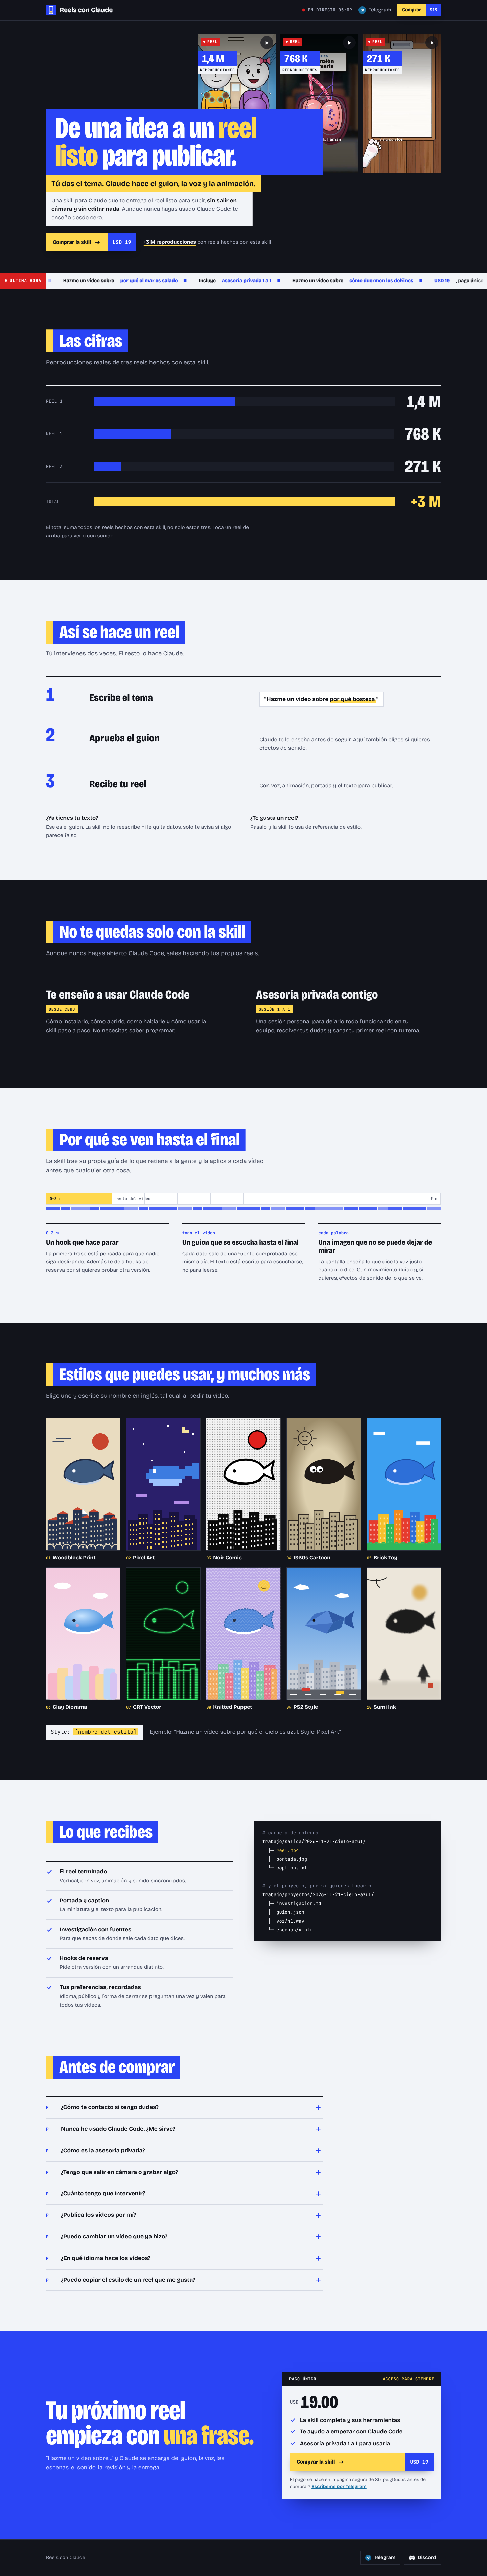 Reels con Claude
EN DIRECTO 05:09
Telegram
Comprar
$19
REEL
1,4 M
REPRODUCCIONES
REEL
768 K
REPRODUCCIONES
REEL
271 K
REPRODUCCIONES
De una idea a un reel
listo para publicar.
Tú das el tema. Claude hace el guion, la voz y la animación.
Una skill para Claude que te entrega el reel listo para subir, sin salir en
cámara y sin editar nada. Aunque nunca hayas usado Claude Code: te
enseño desde cero.
Comprar la skill →
USD 19
+3 M reproducciones con reels hechos con esta skill
ÚLTIMA HORA
Hazme un video sobre por qué el mar es salado
Incluye asesoría privada 1 a 1
Hazme un video sobre cómo duermen los delfines
USD 19, pago único
Las cifras
Reproducciones reales de tres reels hechos con esta skill.
REEL 1
1,4 M
REEL 2
768 K
REEL 3
271 K
TOTAL
+3 M
El total suma todos los reels hechos con esta skill, no solo estos tres. Toca un reel de
arriba para verlo con sonido.
Así se hace un reel
Tú intervienes dos veces. El resto lo hace Claude.
1
Escribe el tema
"Hazme un video sobre por qué bosteza"
2
Aprueba el guion
Claude te lo enseña antes de seguir. Aquí también eliges si quieres
efectos de sonido.
3
Recibe tu reel
Con voz, animación, portada y el texto para publicar.
¿Ya tienes tu texto?
Ese es el guion. La skill no lo reescribe ni le quita datos, solo te avisa si algo
parece falso.
¿Te gusta un reel?
Pásalo y la skill lo usa de referencia de estilo.
No te quedas solo con la skill
Aunque nunca hayas abierto Claude Code, sales haciendo tus propios reels.
Te enseño a usar Claude Code
DESDE CERO
Cómo instalarlo, cómo abrirlo, cómo hablarle y cómo usar la
skill paso a paso. No necesitas saber programar.
Asesoría privada contigo
SESIÓN 1 A 1
Una sesión personal para dejarlo todo funcionando en tu
equipo, resolver tus dudas y sacar tu primer reel con tu tema.
Por qué se ven hasta el final
La skill trae su propia guía de lo que retiene a la gente y la aplica a cada video
antes que cualquier otra cosa.
0-3 s
resto del video
fin
0-3 s
Un hook que hace parar
La primera frase está pensada para que nadie
siga deslizando. Además te deja hooks de
reserva por si quieres probar otra versión.
todo el video
Un guion que se escucha hasta el final
Cada dato sale de una fuente comprobada ese
mismo día. El texto está escrito para escucharse,
no para leerse.
cada palabra
Una imagen que no se puede dejar de
mirar
La pantalla enseña lo que dice la voz justo
cuando lo dice. Con movimiento fluido y, si
quieres, efectos de sonido de lo que se ve.
Estilos que puedes usar, y muchos más
Elige uno y escribe su nombre en inglés, tal cual, al pedir tu video.
01 Woodblock Print
02 Pixel Art
03 Noir Comic
04 1930s Cartoon
05 Brick Toy
06 Clay Diorama
07 CRT Vector
08 Knitted Puppet
09 PS2 Style
10 Sumi Ink
Style: [nombre del estilo]
Ejemplo: "Hazme un video sobre por qué el cielo es azul. Style: Pixel Art"
Lo que recibes
El reel terminado
Vertical, con voz, animación y sonido sincronizados.
Portada y caption
La miniatura y el texto para la publicación.
Investigación con fuentes
Para que sepas de dónde sale cada dato que dices.
Hooks de reserva
Pide otra versión con un arranque distinto.
Tus preferencias, recordadas
Idioma, público y forma de cerrar se preguntan una vez y valen para
todos tus videos.
# carpeta de entrega
trabajo/salida/2026-11-21-cielo-azul/
├─ reel.mp4
├─ portada.jpg
└─ caption.txt
# y el proyecto, por si quieres tocarlo
trabajo/proyectos/2026-11-21-cielo-azul/
├─ investigacion.md
├─ guion.json
├─ voz/h1.wav
└─ escenas/*.html
Antes de comprar
P ¿Cómo te contacto si tengo dudas? +
P Nunca he usado Claude Code. ¿Me sirve? +
P ¿Cómo es la asesoría privada? +
P ¿Tengo que salir en cámara o grabar algo? +
P ¿Cuánto tengo que intervenir? +
P ¿Publica los videos por mí? +
P ¿Puedo cambiar un video que ya hizo? +
P ¿En qué idioma hace los videos? +
P ¿Puedo copiar el estilo de un reel que me gusta? +
Tu próximo reel
empieza con una frase.
"Hazme un video sobre..." y Claude se encarga del guion, la voz, las
escenas, el sonido, la revisión y la entrega.
PAGO ÚNICO
ACCESO PARA SIEMPRE
USD 19.00
La skill completa y sus herramientas
Te ayudo a empezar con Claude Code
Asesoría privada 1 a 1 para usarla
Comprar la skill →
USD 19
El pago se hace en la página segura de Stripe. ¿Dudas antes de
comprar? Escríbeme por Telegram.
Reels con Claude
Telegram
Discord